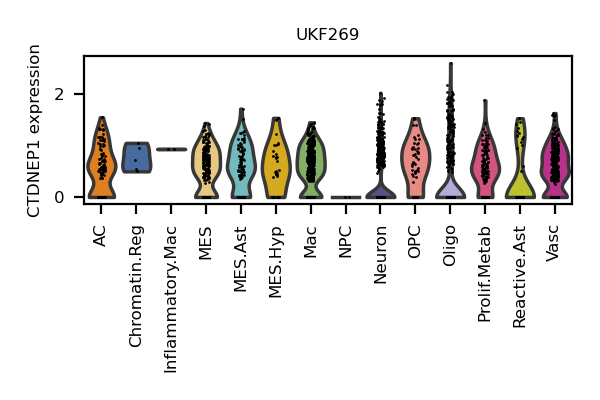 UKF269
CTDNEP1 expression
2
0
AC
Chromatin.Reg
Inflammatory.Mac
MES
MES.Ast
MES.Hyp
Mac
NPC
Neuron
OPC
Oligo
Prolif.Metab
Reactive.Ast
Vasc